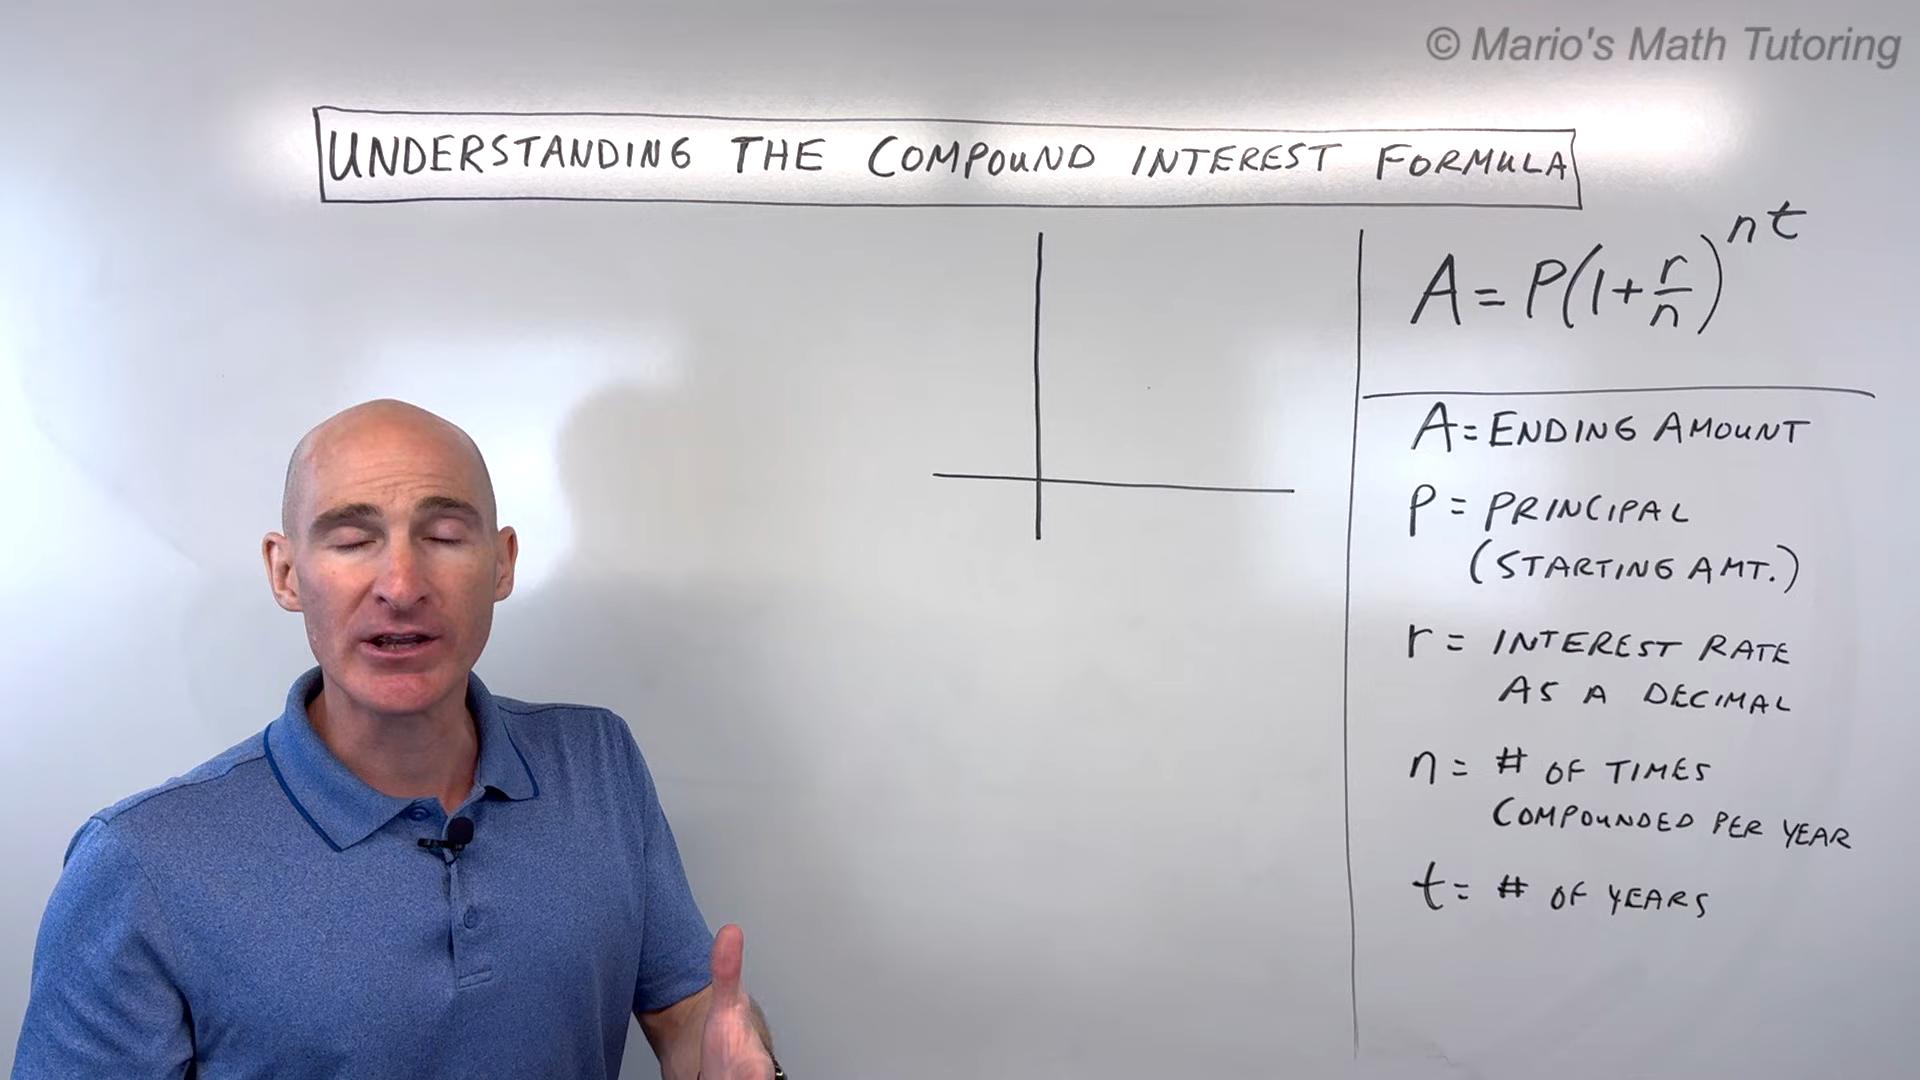 © Mario's Math Tutoring
UNDERSTANDING THE COMPOUND INTEREST FORMULA
A = P(1 + r/n)^nt
A = ENDING AMOUNT
P = PRINCIPAL
(STARTING AMT.)
r = INTEREST RATE
AS A DECIMAL
n = # OF TIMES
COMPOUNDED PER YEAR
t = # OF YEARS